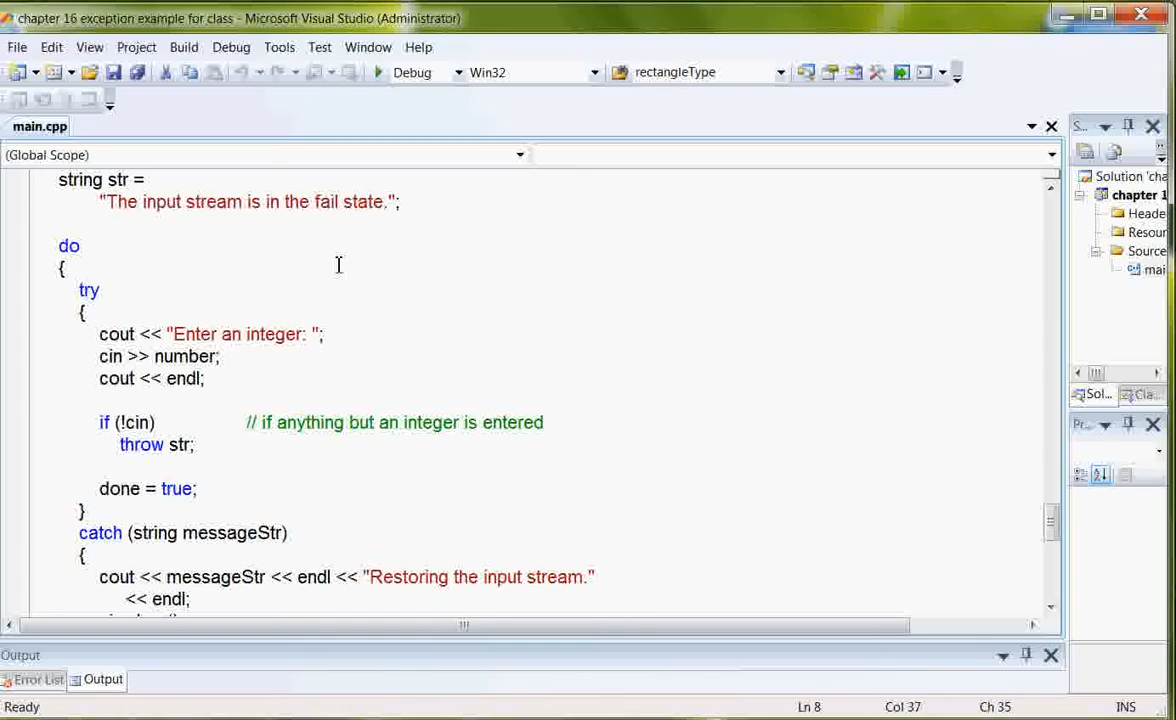 chapter 16 exception example for class - Microsoft Visual Studio (Administrator)
File Edit View Project Build Debug Tools Test Window Help
Debug Win32 rectangleType
main.cpp
(Global Scope)
string str =
"The input stream is in the fail state.";
do
{
try
{
cout << "Enter an integer: ";
cin >> number;
cout << endl;
if (!cin) // if anything but an integer is entered
throw str;
done = true;
}
catch (string messageStr)
{
cout << messageStr << endl << "Restoring the input stream."
<< endl;
S...
Solution 'cha
chapter 1
Heade
Resour
Source
mai
Sol... Cla...
Pr...
Output
Error List Output
Ready Ln 8 Col 37 Ch 35 INS